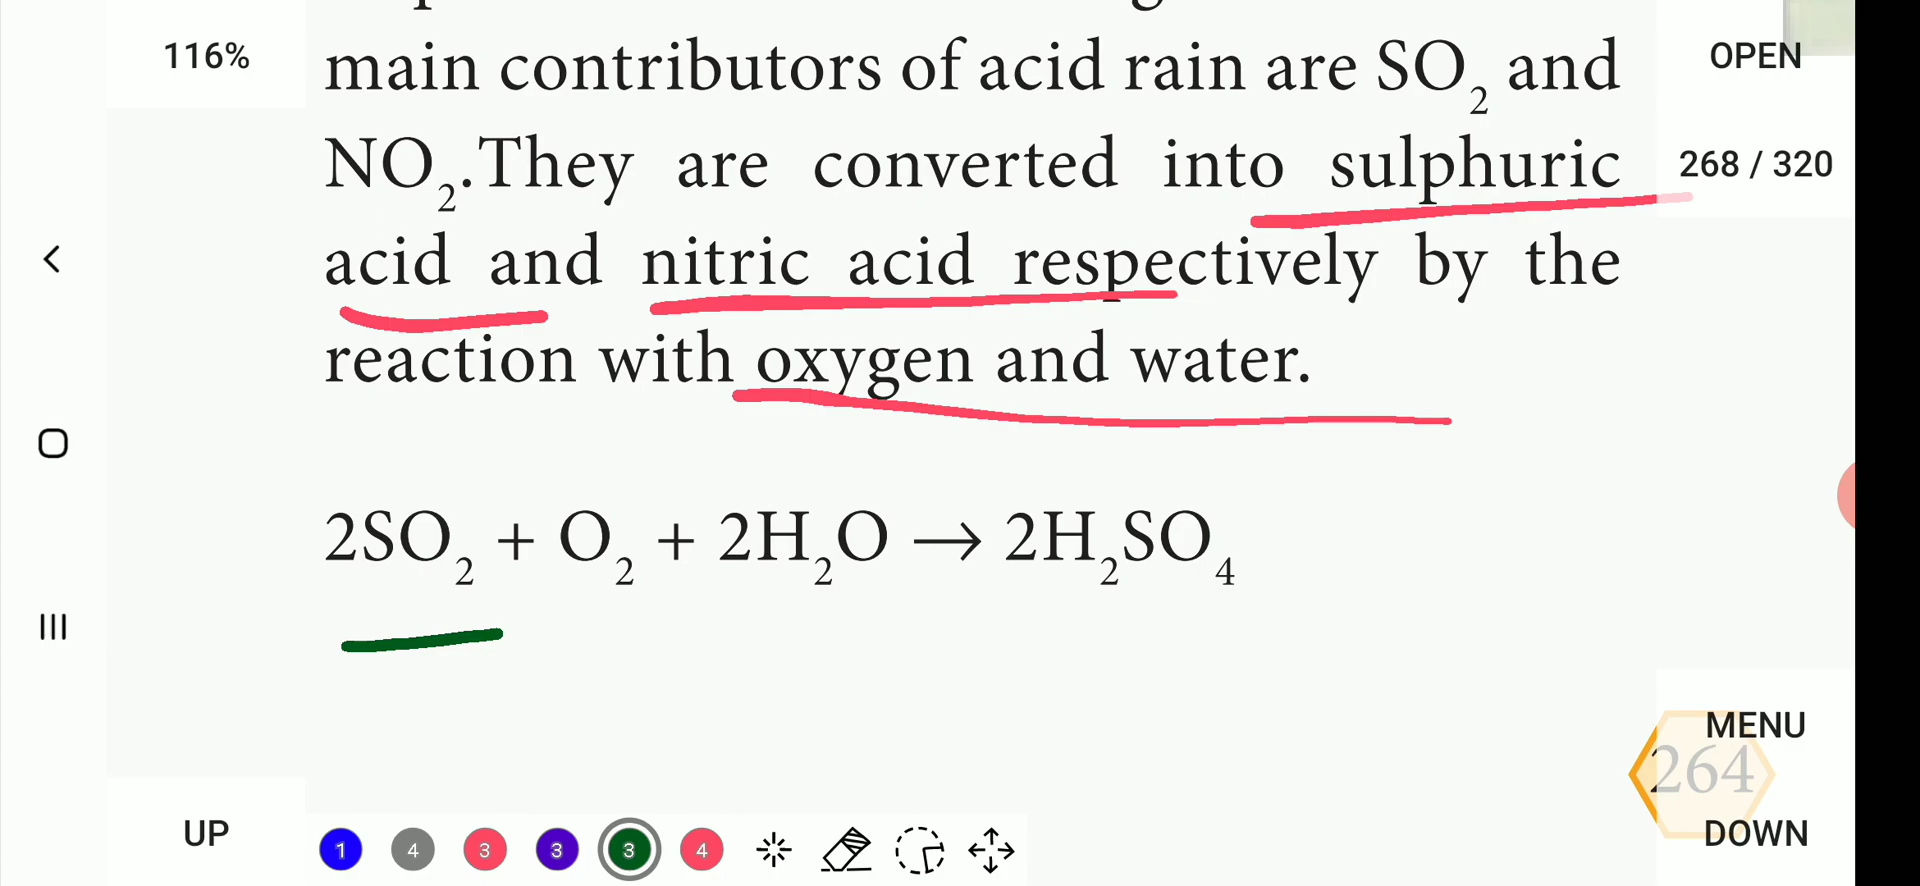 116%
OPEN
main contributors of acid rain are SO₂ and
NO₂.They are converted into sulphuric
268 / 320
acid and nitric acid respectively by the
reaction with oxygen and water.
2SO₂ + O₂ + 2H₂O → 2H₂SO₄
MENU
264
UP
1 4 3 3 3 4
DOWN